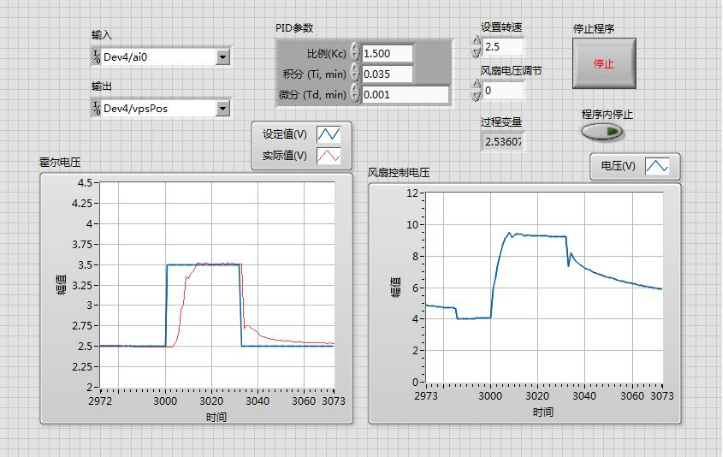 输入
Dev4/ai0
输出
Dev4/vpsPos
PID参数
比例(Kc) 1.500
积分 (Ti, min) 0.035
微分 (Td, min) 0.001
设置转速
2.5
风扇电压调节
0
过程变量
2.53607
停止程序
停止
程序内停止
设定值(V)
实际值(V)
霍尔电压
幅值
4.5
4.25
4
3.75
3.5
3.25
3
2.75
2.5
2.25
2
2972 3000 3020 3040 3060 3073
时间
电压(V)
风扇控制电压
幅值
12
10
8
6
4
2
0
2973 3000 3020 3040 3060 3073
时间